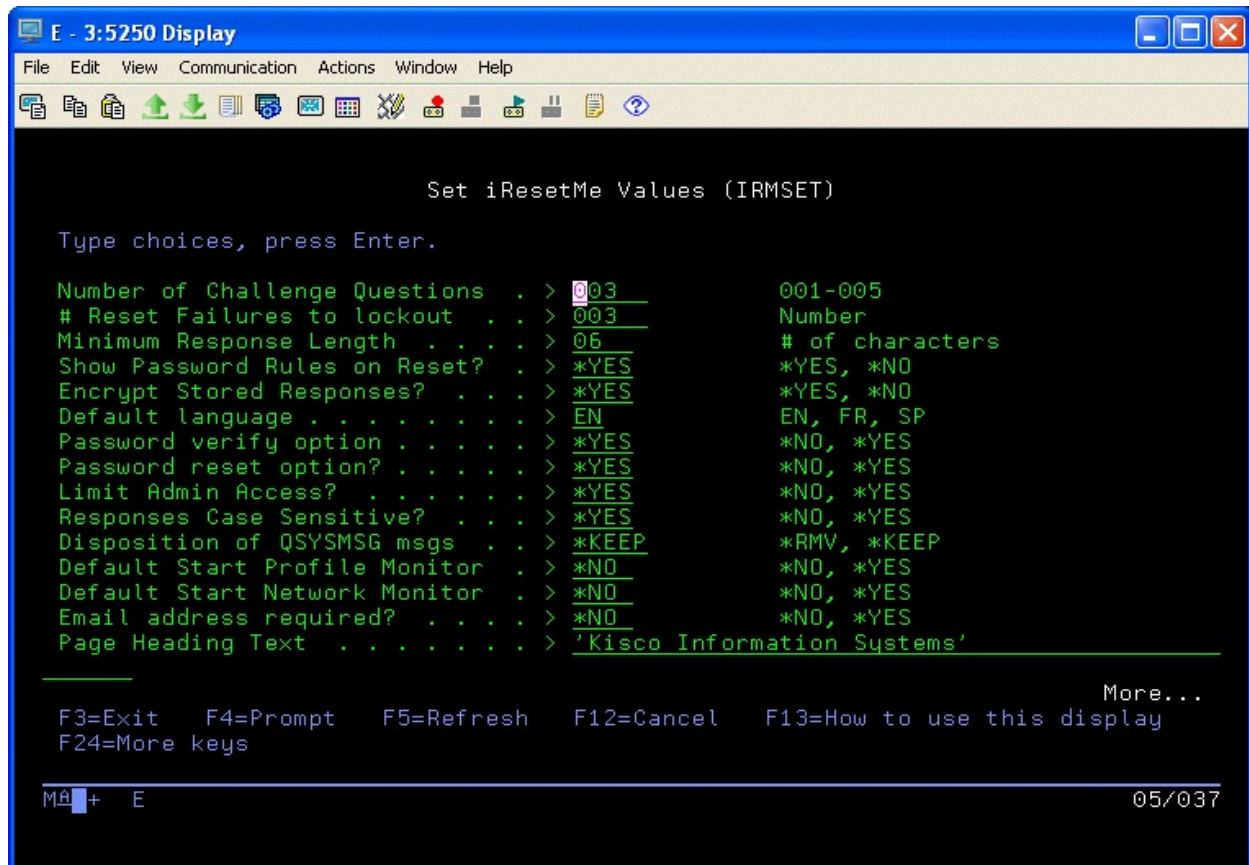 E - 3:5250 Display
File Edit View Communication Actions Window Help
Set iResetMe Values (IRMSET)
Type choices, press Enter.
Number of Challenge Questions . > 003 001-005
# Reset Failures to lockout . . > 003 Number
Minimum Response Length . . . . > 06 # of characters
Show Password Rules on Reset? . > *YES *YES, *NO
Encrypt Stored Responses? . . . > *YES *YES, *NO
Default language . . . . . . . > EN EN, FR, SP
Password verify option . . . . . > *YES *NO, *YES
Password reset option? . . . . . > *YES *NO, *YES
Limit Admin Access? . . . . . . > *YES *NO, *YES
Responses Case Sensitive? . . . > *YES *NO, *YES
Disposition of QSYSMSG msgs . . > *KEEP *RMV, *KEEP
Default Start Profile Monitor . > *NO *NO, *YES
Default Start Network Monitor . > *NO *NO, *YES
Email address required? . . . . > *NO *NO, *YES
Page Heading Text . . . . . . . > 'Kisco Information Systems'
More...
F3=Exit F4=Prompt F5=Refresh F12=Cancel F13=How to use this display
F24=More keys
MA + E 05/037